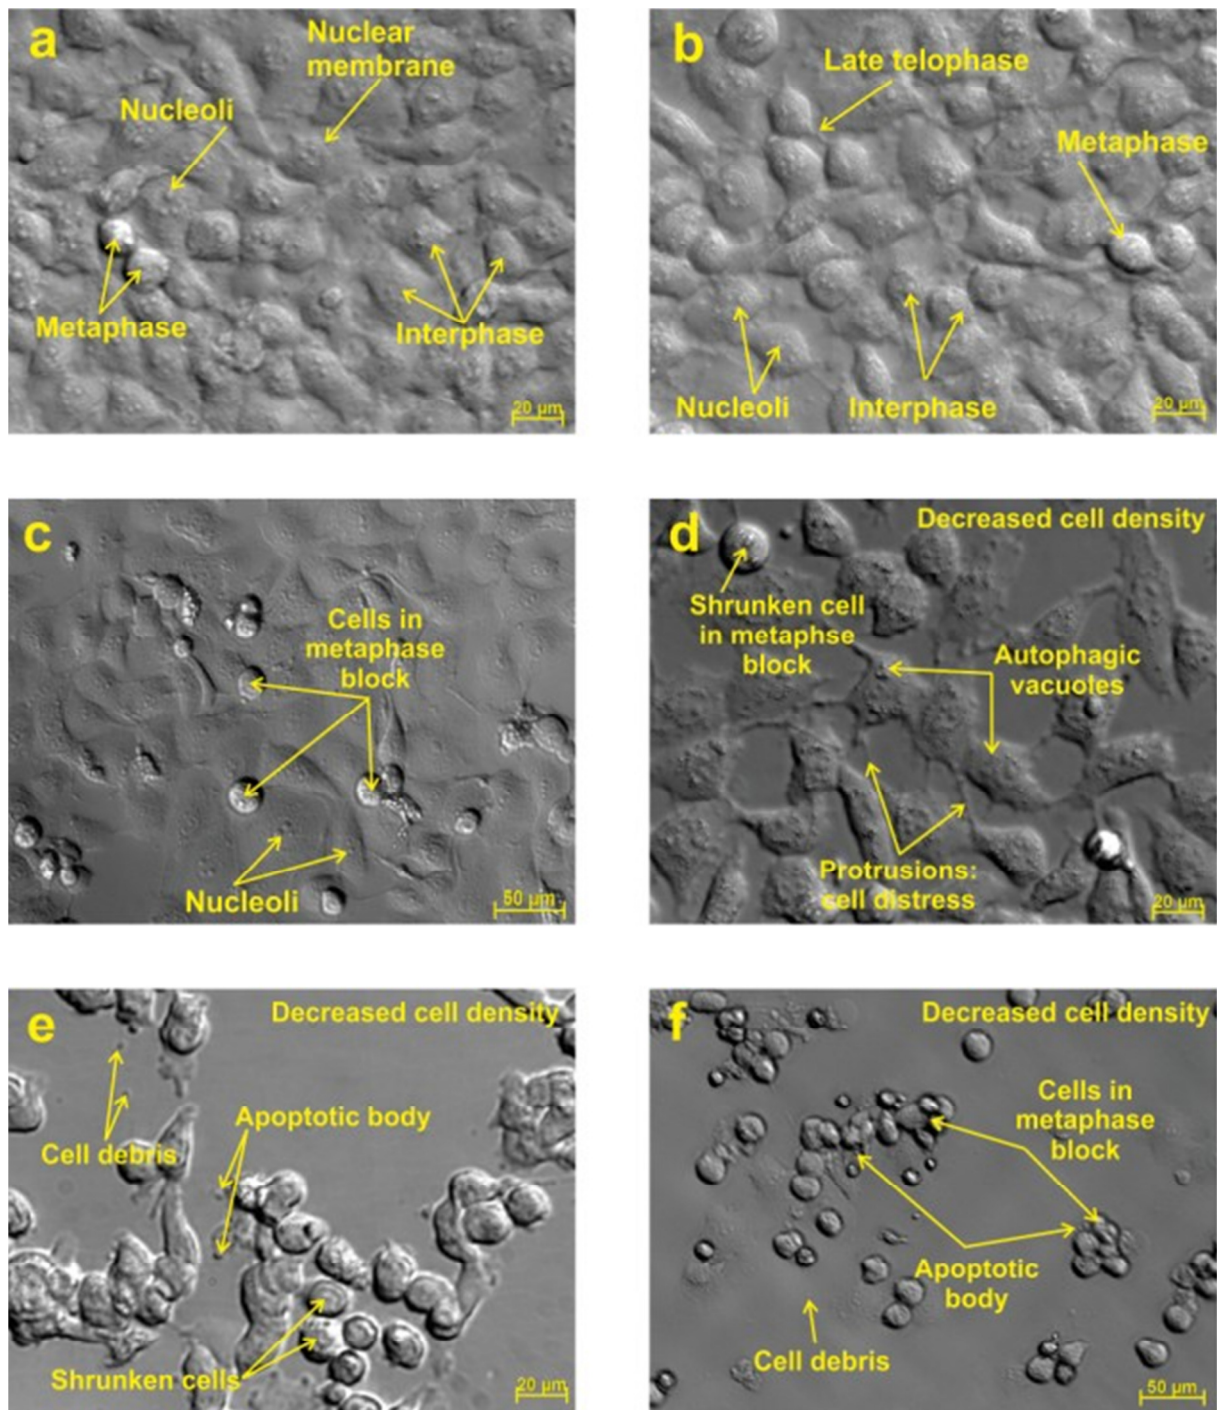 a
Nuclear
membrane
Nucleoli
Metaphase
Interphase
20 µm
b
Late telophase
Metaphase
Nucleoli
Interphase
20 µm
c
Cells in
metaphase
block
Nucleoli
50 µm
d
Decreased cell density
Shrunken cell
in metaphse
block
Autophagic
vacuoles
Protrusions:
cell distress
20 µm
e
Decreased cell density
Apoptotic body
Cell debris
Shrunken cells
20 µm
f
Decreased cell density
Cells in
metaphase
block
Apoptotic
body
Cell debris
50 µm